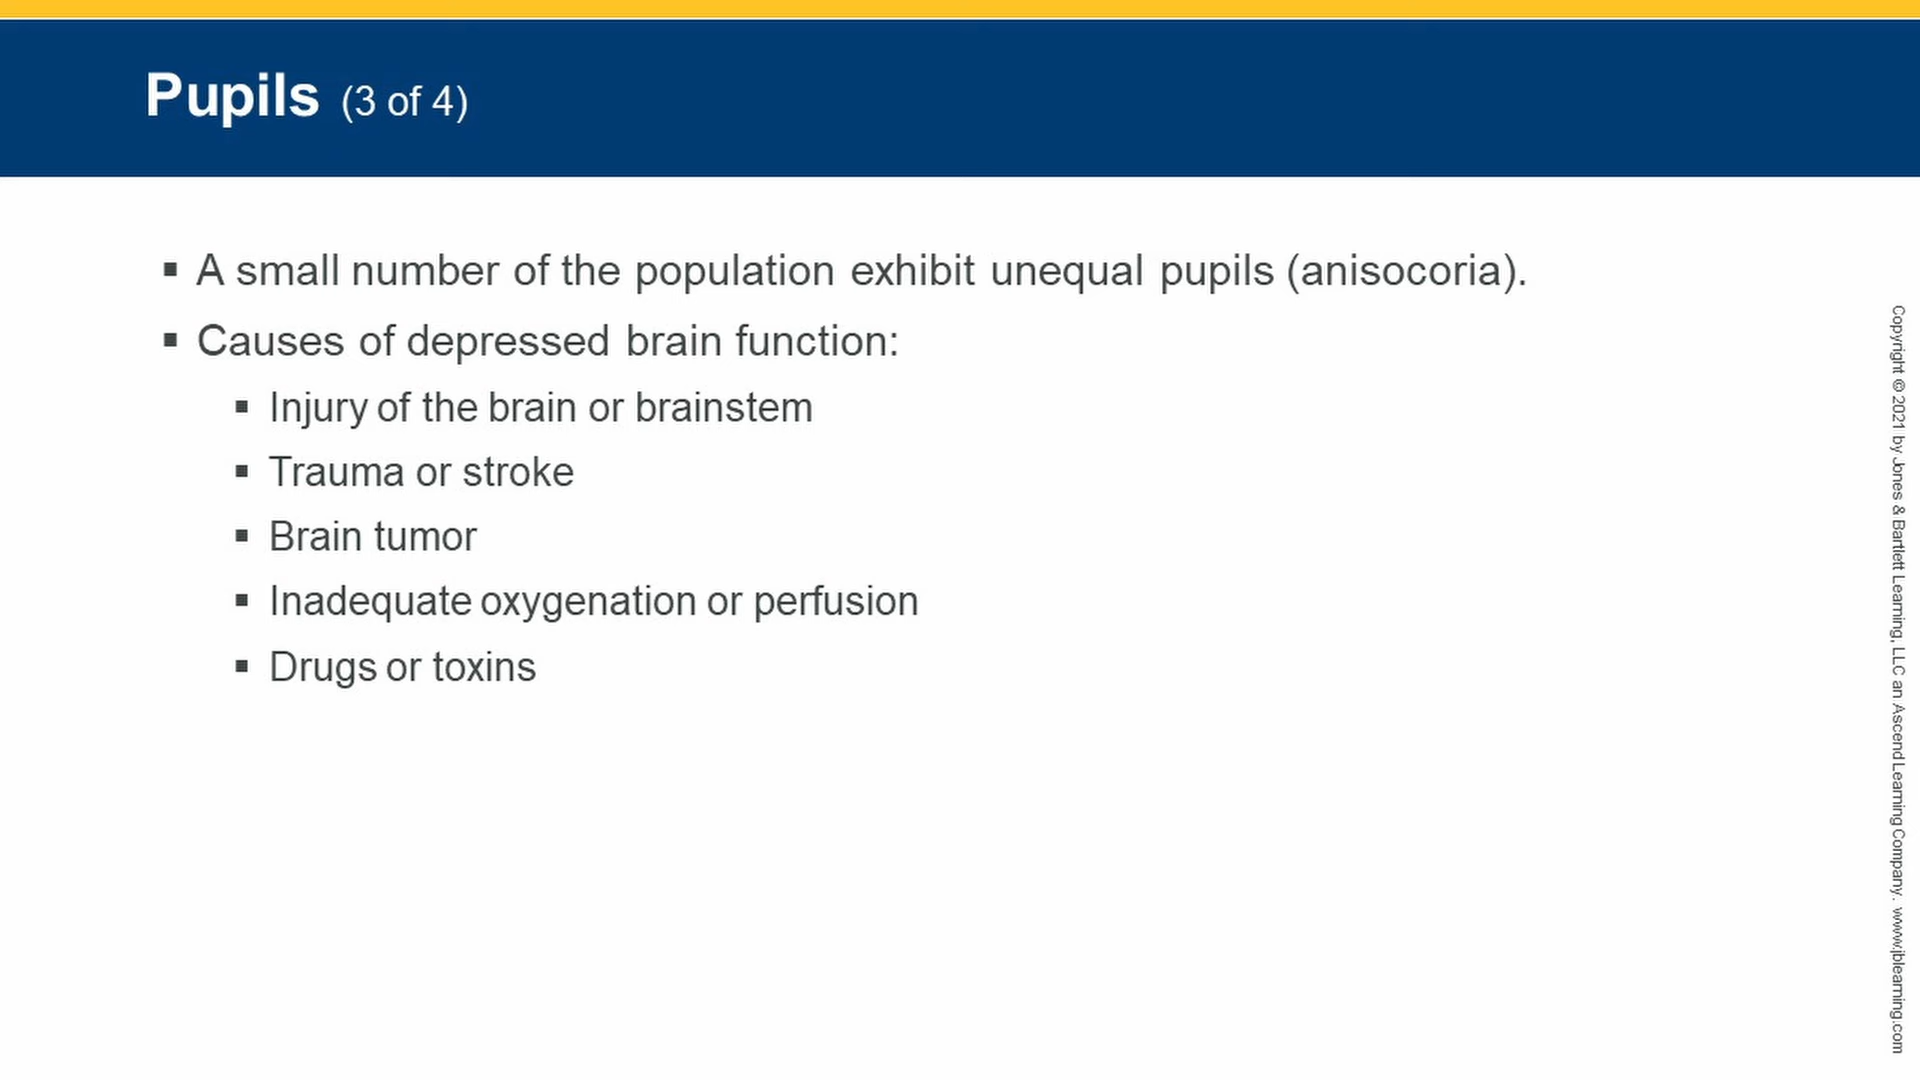 Pupils (3 of 4)
▪ A small number of the population exhibit unequal pupils (anisocoria).
▪ Causes of depressed brain function:
▪ Injury of the brain or brainstem
▪ Trauma or stroke
▪ Brain tumor
▪ Inadequate oxygenation or perfusion
▪ Drugs or toxins
Copyright © 2021 by Jones & Bartlett Learning, LLC an Ascend Learning Company. www.jblearning.com